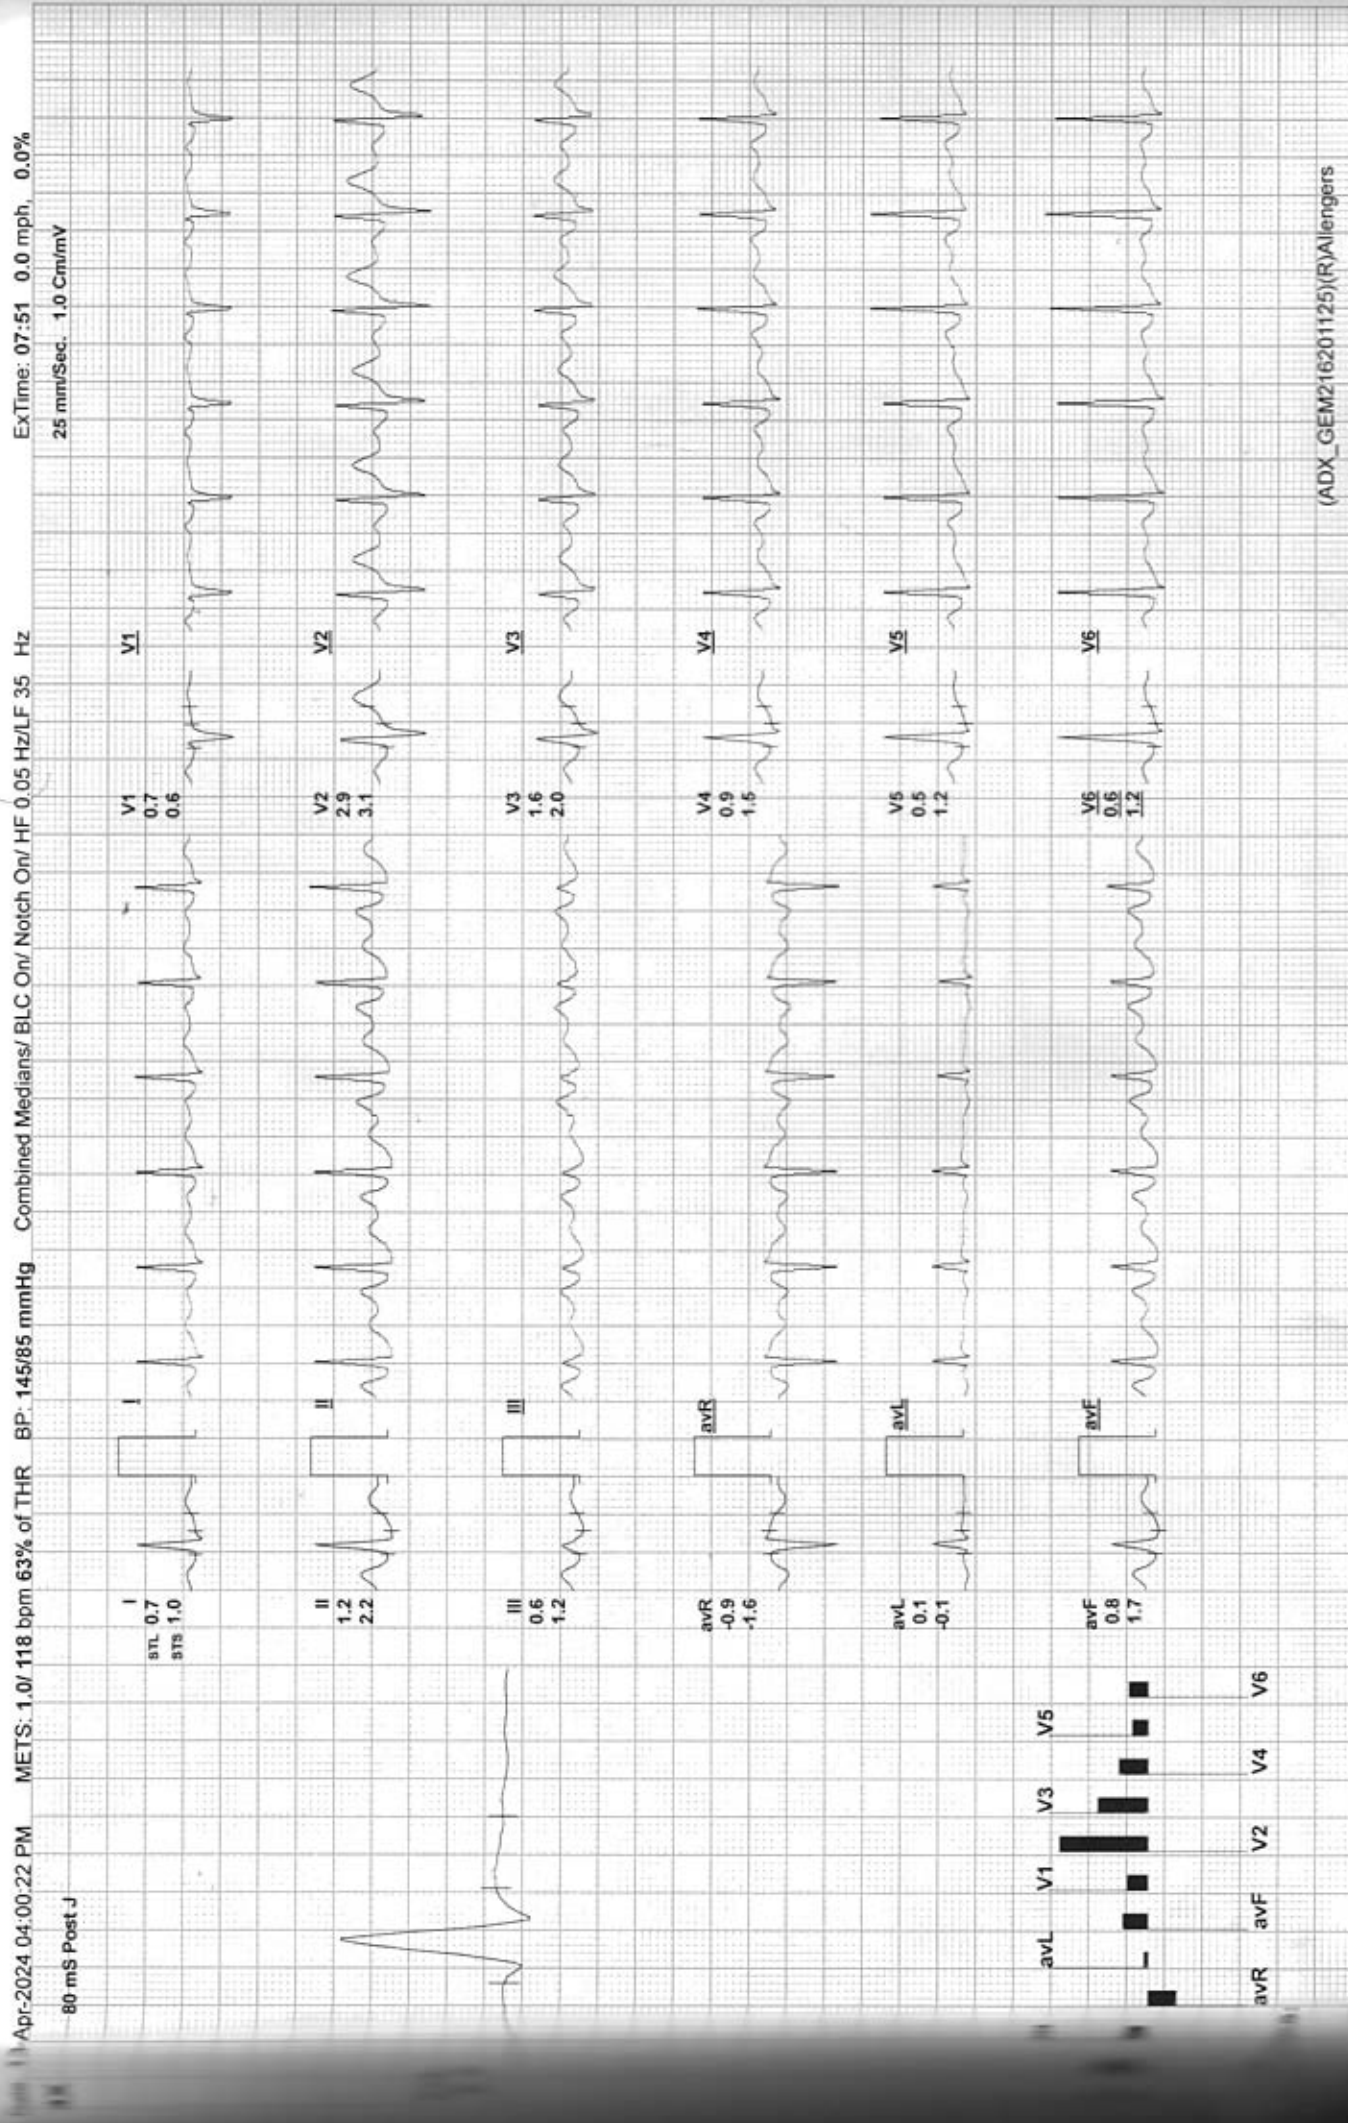 Apr-2024 04:00:22 PM METS: 1.0/ 118 bpm 63% of THR BP: 145/85 mmHg Combined Medians/ BLC On/ Notch On/ HF 0.05 Hz/LF 35 Hz ExTime: 07:51 0.0 mph, 0.0%
80 mS Post J 25 mm/Sec. 1.0 Cm/mV
I
STL 0.7
STS 1.0
I
V1
0.7
0.6
V1
II
1.2
2.2
II
V2
2.9
3.1
V2
III
0.6
1.2
III
V3
1.6
2.0
V3
avR
-0.9
-1.6
avR
V4
0.9
1.5
V4
avL
0.1
-0.1
avL
V5
0.5
1.2
V5
avF
0.8
1.7
avF
V6
0.6
1.2
V6
avL V1 V3 V5
avR avF V2 V4 V6
(ADX_GEM216201125)(R)Allengers